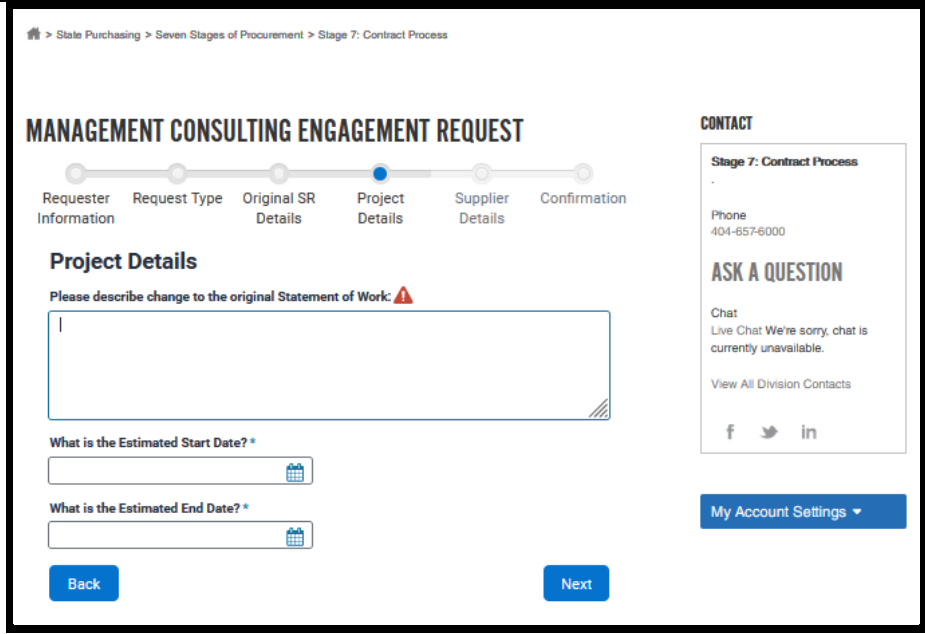 > State Purchasing > Seven Stages of Procurement > Stage 7: Contract Process
MANAGEMENT CONSULTING ENGAGEMENT REQUEST
Requester Information
Request Type
Original SR Details
Project Details
Supplier Details
Confirmation
Project Details
Please describe change to the original Statement of Work:
What is the Estimated Start Date? *
What is the Estimated End Date? *
Back
Next
CONTACT
Stage 7: Contract Process
.
Phone
404-657-6000
ASK A QUESTION
Chat
Live Chat We're sorry, chat is
currently unavailable.
View All Division Contacts
My Account Settings